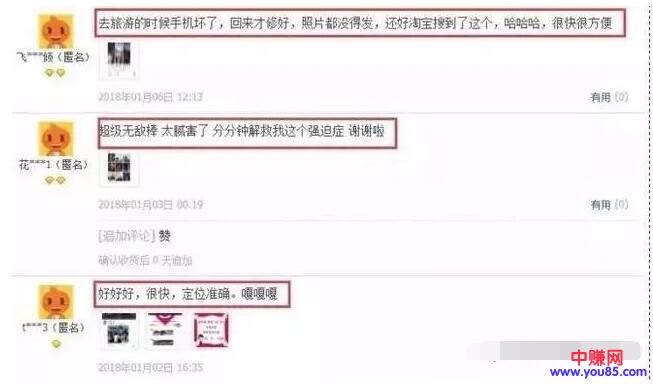 去旅游的时候手机坏了，回来才修好，照片都没得发，还好淘宝搜到了这个，哈哈哈，很快很方便
飞***倾（匿名）
2018年01月06日 12:13
有用 (0)
超级无敌棒 太腻害了 分分钟解救我这个强迫症 谢谢啦
花***1（匿名）
2018年01月03日 00:19
有用 (0)
[追加评论] 赞
确认收货后 0 天追加
好好好，很快，定位准确。嘎嘎嘎
t***3（匿名）
2018年01月02日 16:35
中赚网
www.you85.com